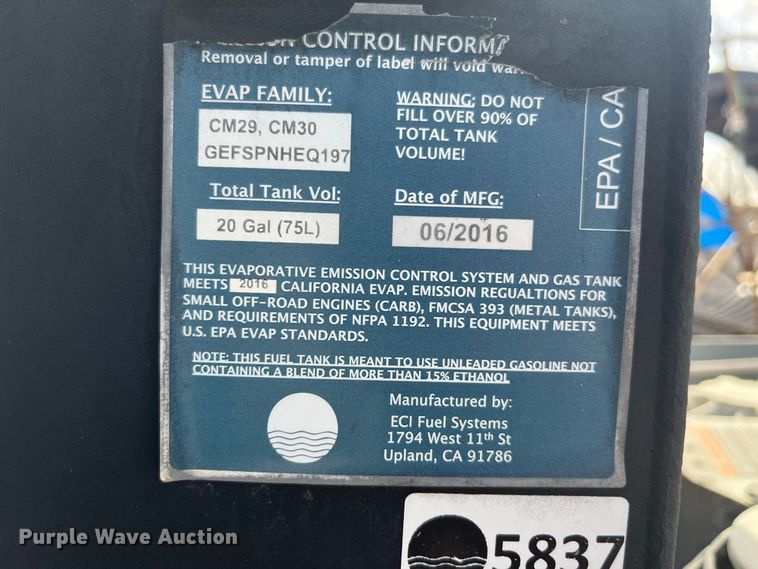 CONTROL INFORM
Removal or tamper of label will void
EVAP FAMILY:
CM29, CM30
GEFSPNHEQ197
WARNING: DO NOT
FILL OVER 90% OF
TOTAL TANK
VOLUME!
EPA / CA
Total Tank Vol:
20 Gal (75L)
Date of MFG:
06/2016
THIS EVAPORATIVE EMISSION CONTROL SYSTEM AND GAS TANK
MEETS 2016 CALIFORNIA EVAP. EMISSION REGUALTIONS FOR
SMALL OFF-ROAD ENGINES (CARB), FMCSA 393 (METAL TANKS),
AND REQUIREMENTS OF NFPA 1192. THIS EQUIPMENT MEETS
U.S. EPA EVAP STANDARDS.
NOTE: THIS FUEL TANK IS MEANT TO USE UNLEADED GASOLINE NOT
CONTAINING A BLEND OF MORE THAN 15% ETHANOL
Manufactured by:
ECI Fuel Systems
1794 West 11th St
Upland, CA 91786
5837
Purple Wave Auction